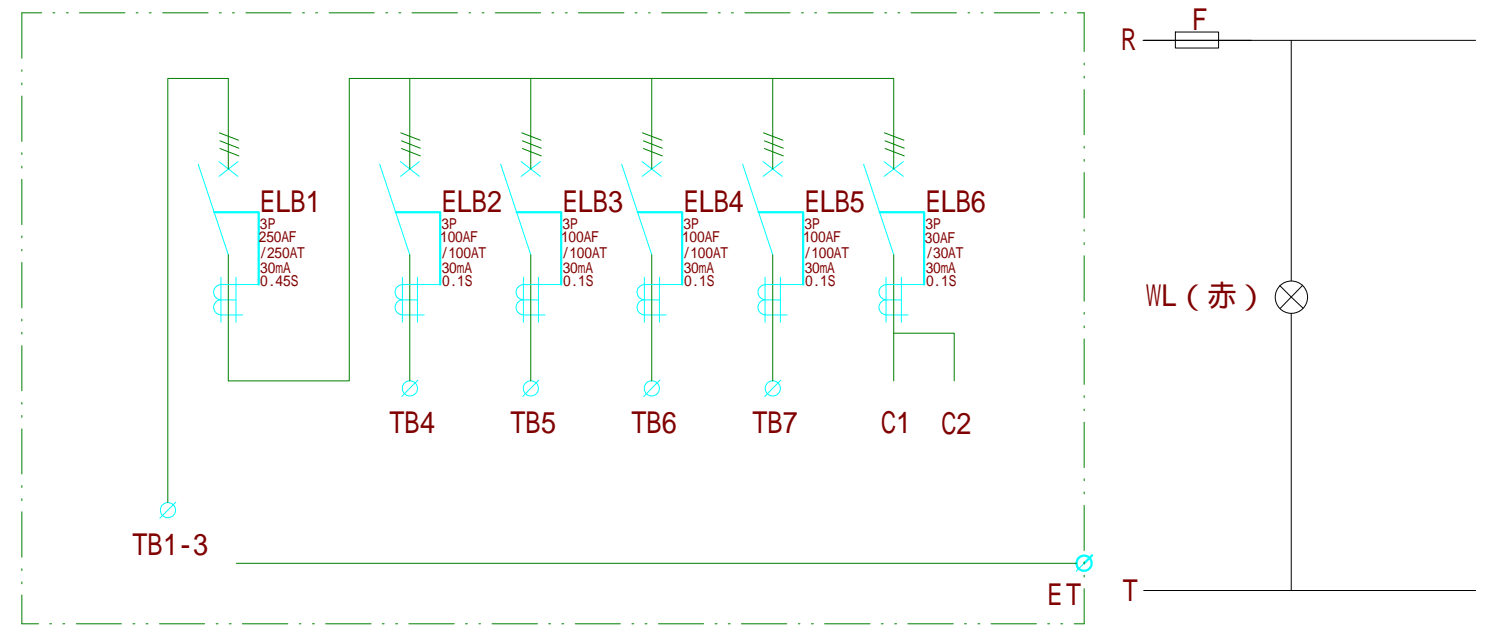 F
R
ELB1
3P
250AF
/250AT
30mA
0.45S
ELB2
3P
100AF
/100AT
30mA
0.1S
ELB3
3P
100AF
/100AT
30mA
0.1S
ELB4
3P
100AF
/100AT
30mA
0.1S
ELB5
3P
100AF
/100AT
30mA
0.1S
ELB6
3P
30AF
/30AT
30mA
0.1S
WL(赤)
TB4
TB5
TB6
TB7
C1
C2
TB1-3
ET
T